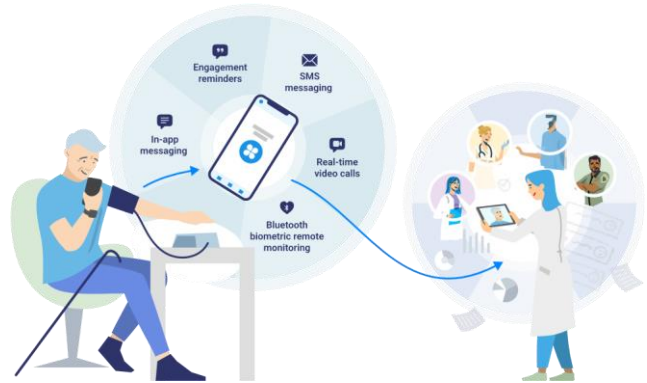 Engagement
reminders
SMS
messaging
In-app
messaging
Real-time
video calls
Bluetooth
biometric remote
monitoring